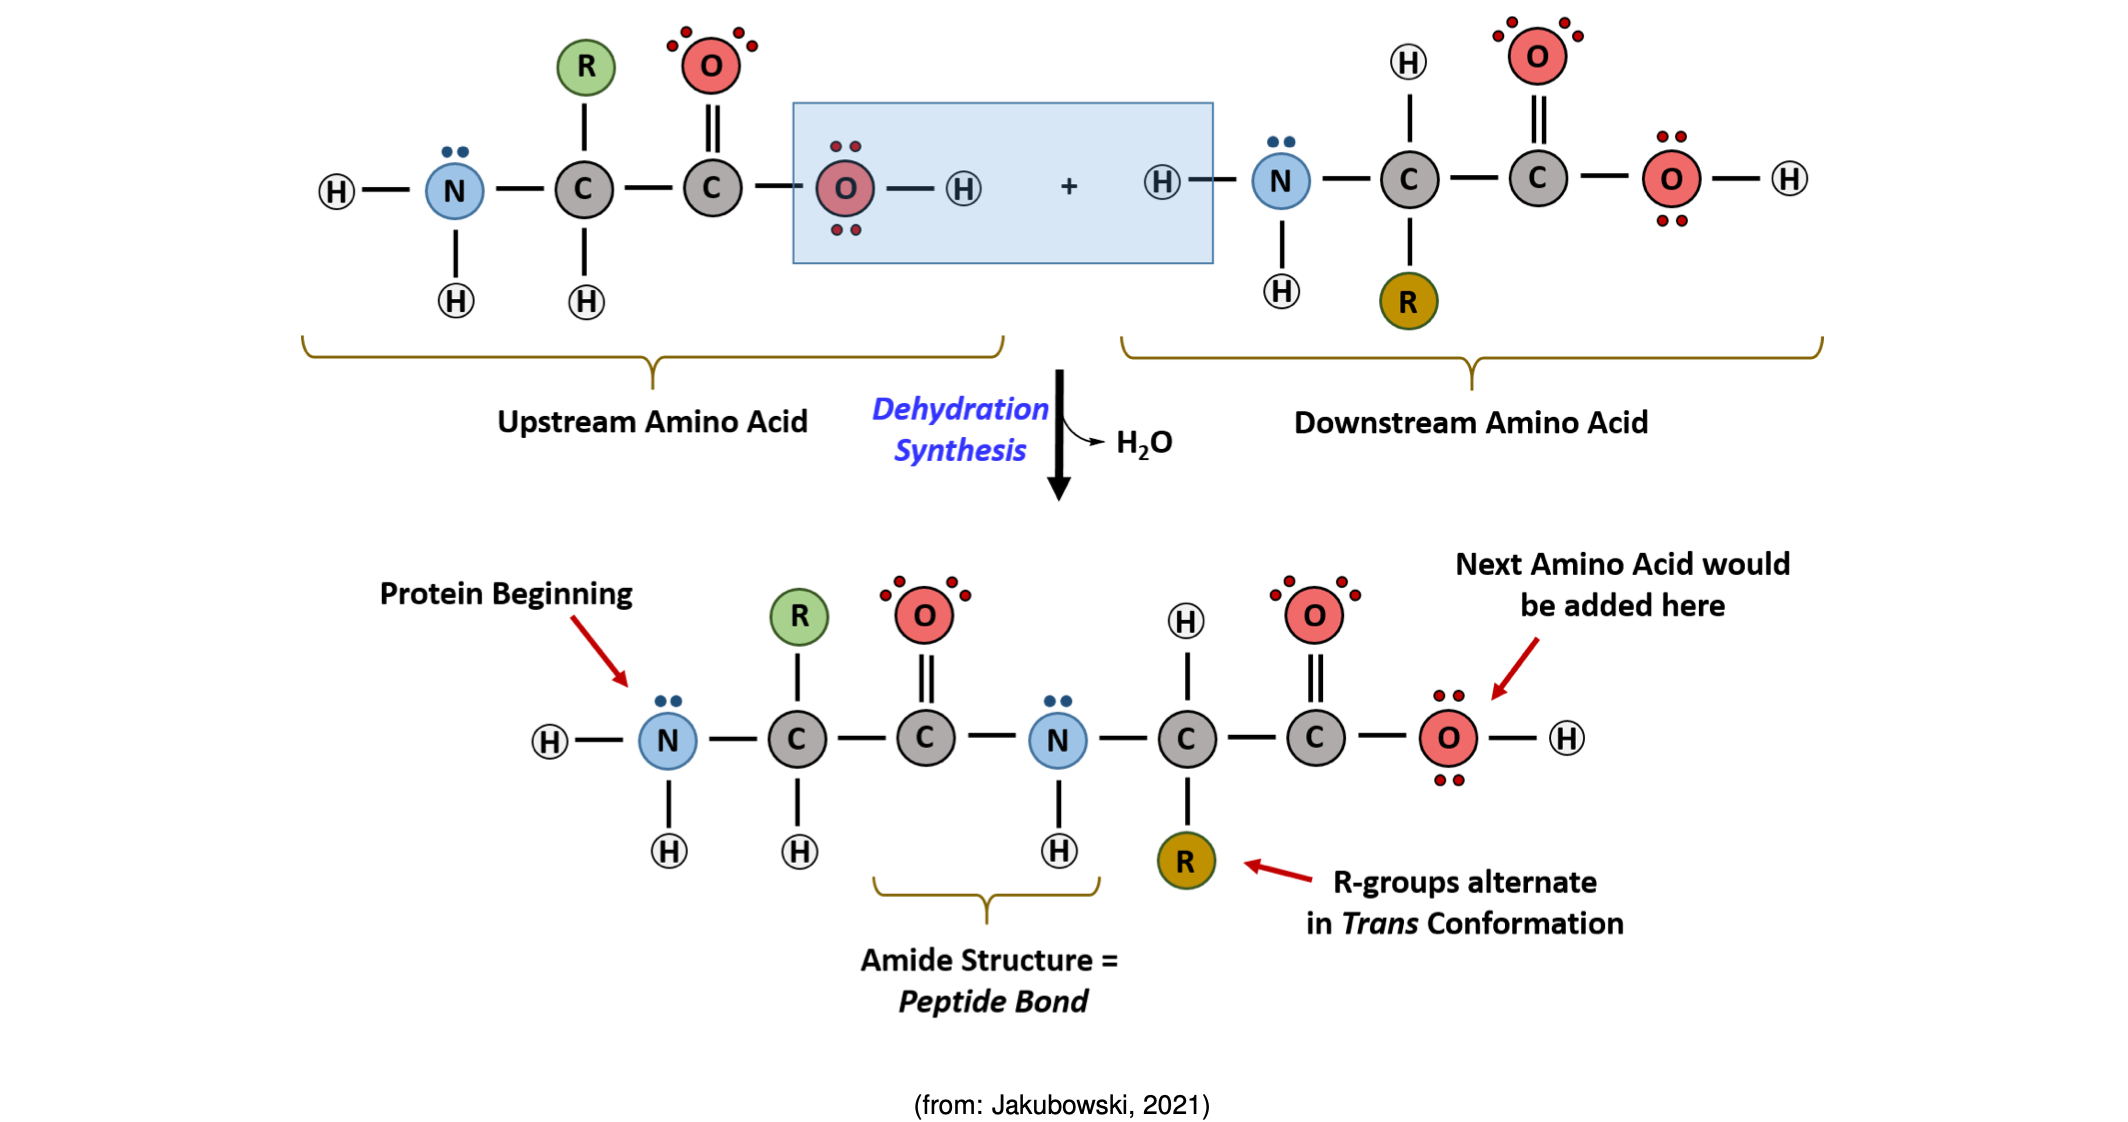 R O H O
H N C C O H + H N C C O H
H H H R
Upstream Amino Acid
Downstream Amino Acid
Dehydration
Synthesis
H₂O
Protein Beginning
Next Amino Acid would
be added here
R O H O
H N C C N C C O H
H H H R
R-groups alternate
in Trans Conformation
Amide Structure =
Peptide Bond
(from: Jakubowski, 2021)